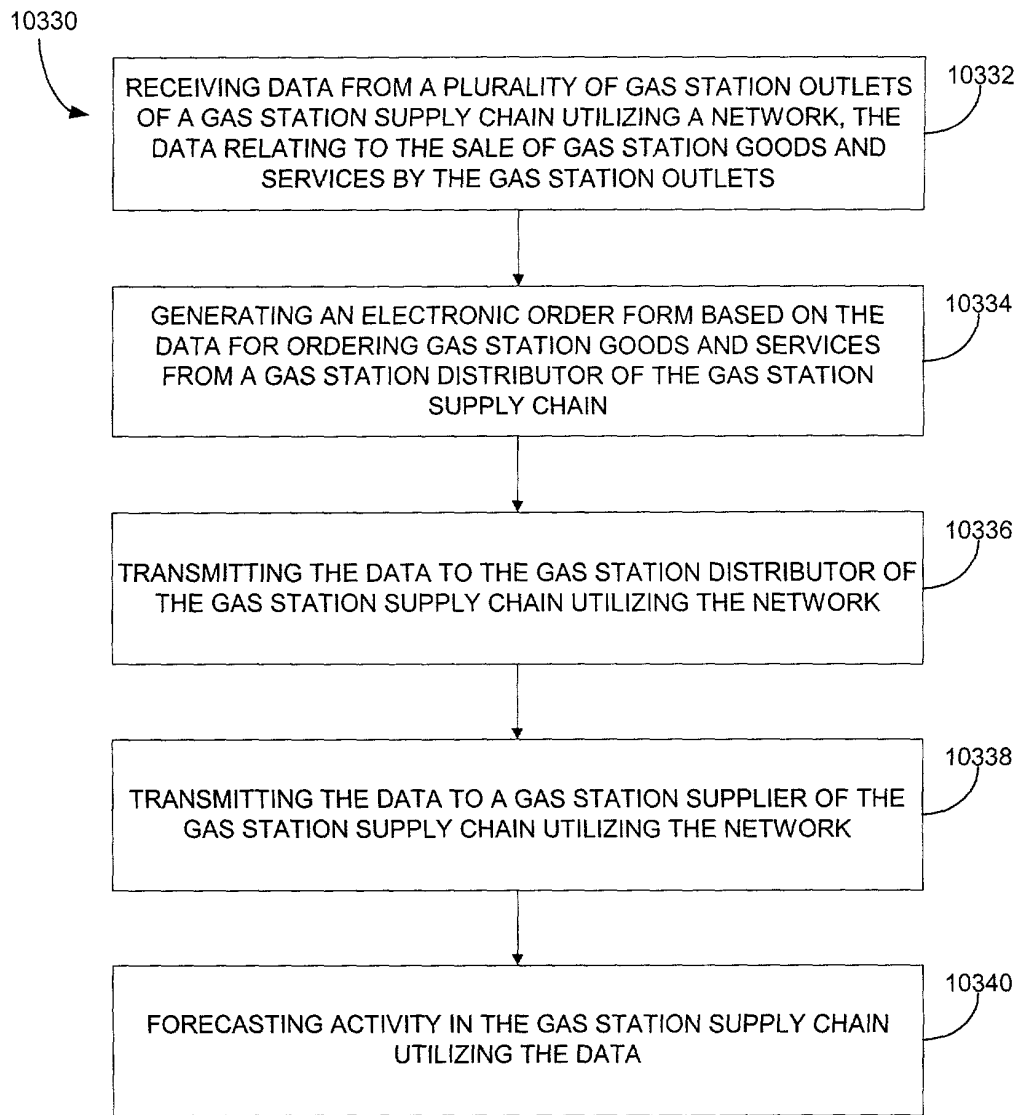 10330
RECEIVING DATA FROM A PLURALITY OF GAS STATION OUTLETS
OF A GAS STATION SUPPLY CHAIN UTILIZING A NETWORK, THE
DATA RELATING TO THE SALE OF GAS STATION GOODS AND
SERVICES BY THE GAS STATION OUTLETS
10332
GENERATING AN ELECTRONIC ORDER FORM BASED ON THE
DATA FOR ORDERING GAS STATION GOODS AND SERVICES
FROM A GAS STATION DISTRIBUTOR OF THE GAS STATION
SUPPLY CHAIN
10334
TRANSMITTING THE DATA TO THE GAS STATION DISTRIBUTOR OF
THE GAS STATION SUPPLY CHAIN UTILIZING THE NETWORK
10336
TRANSMITTING THE DATA TO A GAS STATION SUPPLIER OF THE
GAS STATION SUPPLY CHAIN UTILIZING THE NETWORK
10338
FORECASTING ACTIVITY IN THE GAS STATION SUPPLY CHAIN
UTILIZING THE DATA
10340